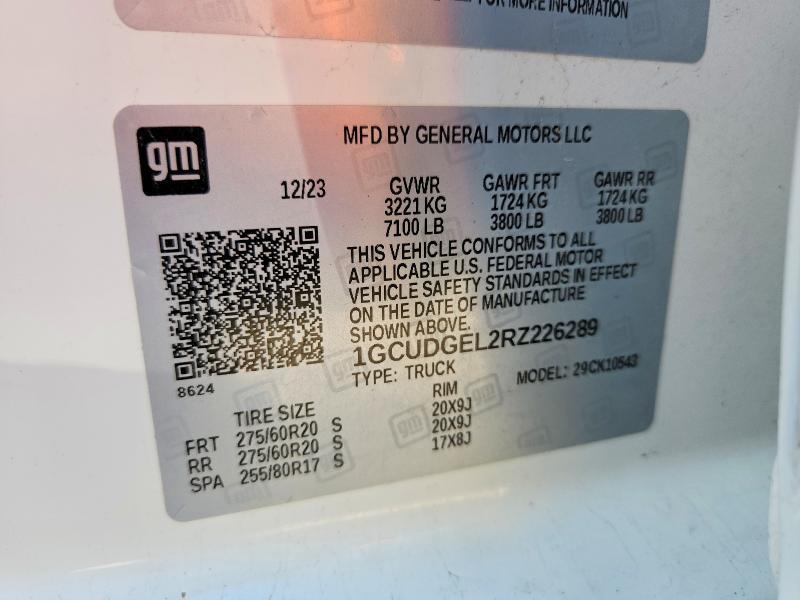 FOR MORE INFORMATION
gm
MFD BY GENERAL MOTORS LLC
12/23
GVWR GAWR FRT GAWR RR
3221 KG 1724 KG 1724 KG
7100 LB 3800 LB 3800 LB
THIS VEHICLE CONFORMS TO ALL
APPLICABLE U.S. FEDERAL MOTOR
VEHICLE SAFETY STANDARDS IN EFFECT
ON THE DATE OF MANUFACTURE
SHOWN ABOVE.
1GCUDGEL2RZ226289
TYPE: TRUCK MODEL: 29CK10543
8624
TIRE SIZE RIM
FRT 275/60R20 S 20X9J
RR 275/60R20 S 20X9J
SPA 255/80R17 S 17X8J